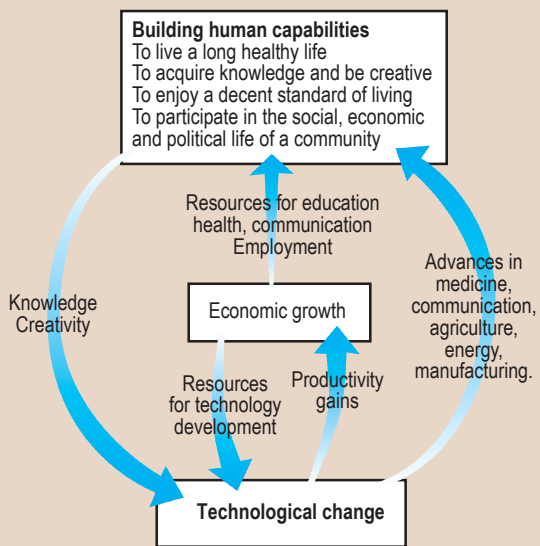 Building human capabilities
To live a long healthy life
To acquire knowledge and be creative
To enjoy a decent standard of living
To participate in the social, economic
and political life of a community
Resources for education
health, communication
Employment
Knowledge
Creativity
Advances in
medicine,
communication,
agriculture,
energy,
manufacturing.
Economic growth
Resources
for technology
development
Productivity
gains
Technological change